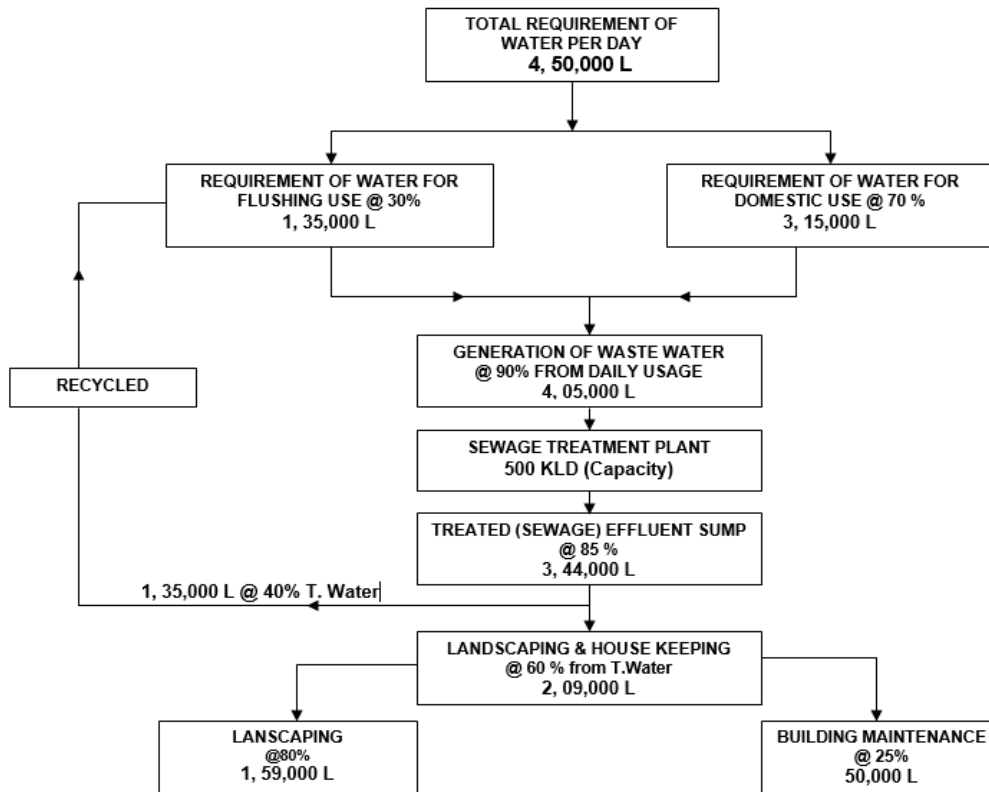 TOTAL REQUIREMENT OF
WATER PER DAY
4, 50,000 L
REQUIREMENT OF WATER FOR
FLUSHING USE @ 30%
1, 35,000 L
REQUIREMENT OF WATER FOR
DOMESTIC USE @ 70 %
3, 15,000 L
GENERATION OF WASTE WATER
@ 90% FROM DAILY USAGE
4, 05,000 L
RECYCLED
SEWAGE TREATMENT PLANT
500 KLD (Capacity)
TREATED (SEWAGE) EFFLUENT SUMP
@ 85 %
3, 44,000 L
1, 35,000 L @ 40% T. Water
LANDSCAPING & HOUSE KEEPING
@ 60 % from T.Water
2, 09,000 L
LANSCAPING
@80%
1, 59,000 L
BUILDING MAINTENANCE
@ 25%
50,000 L